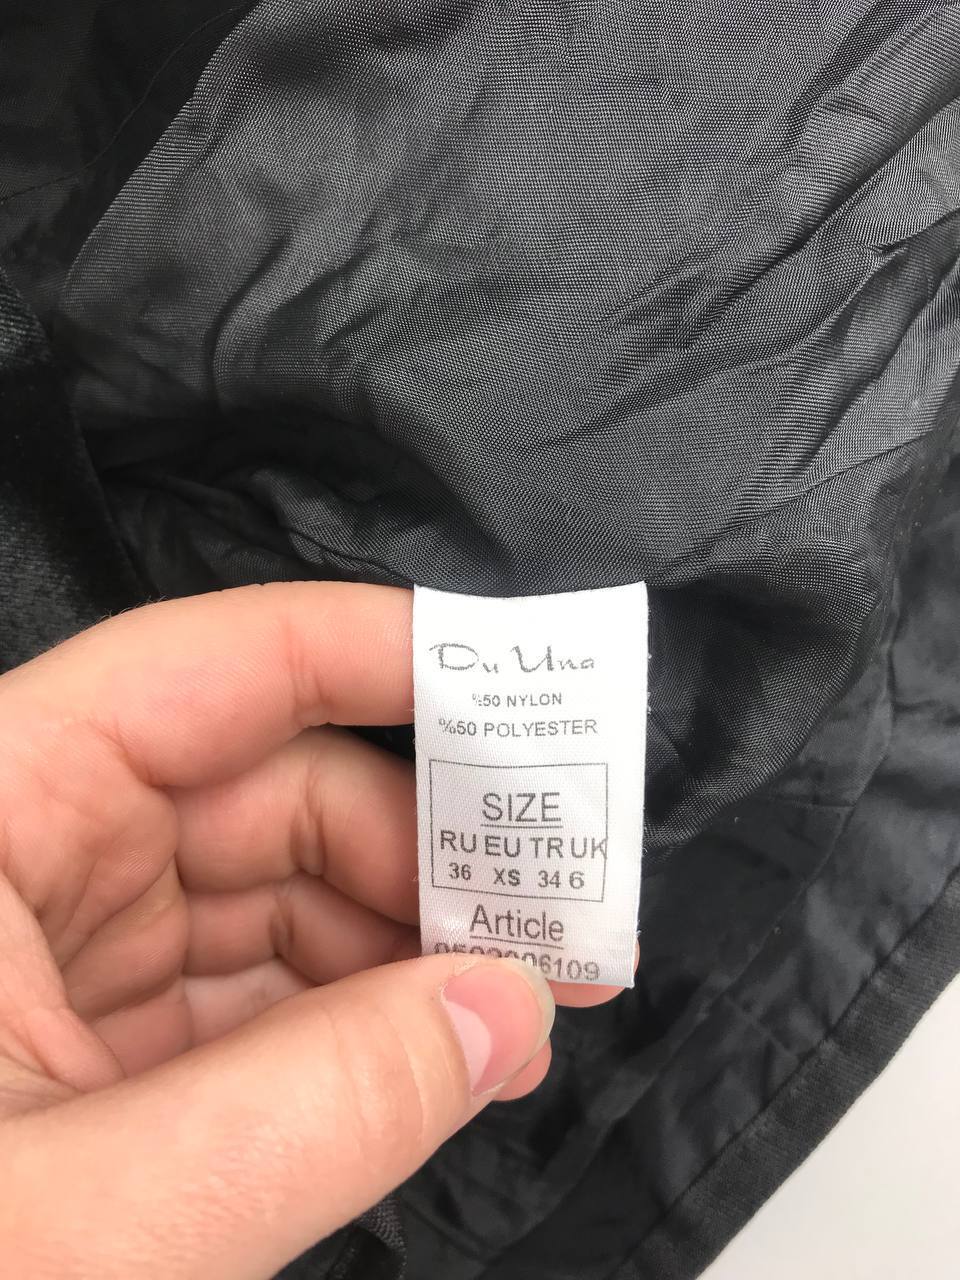 Du Una
%50 NYLON
%50 POLYESTER
SIZE
RU EU TR UK
36 XS 34 6
Article